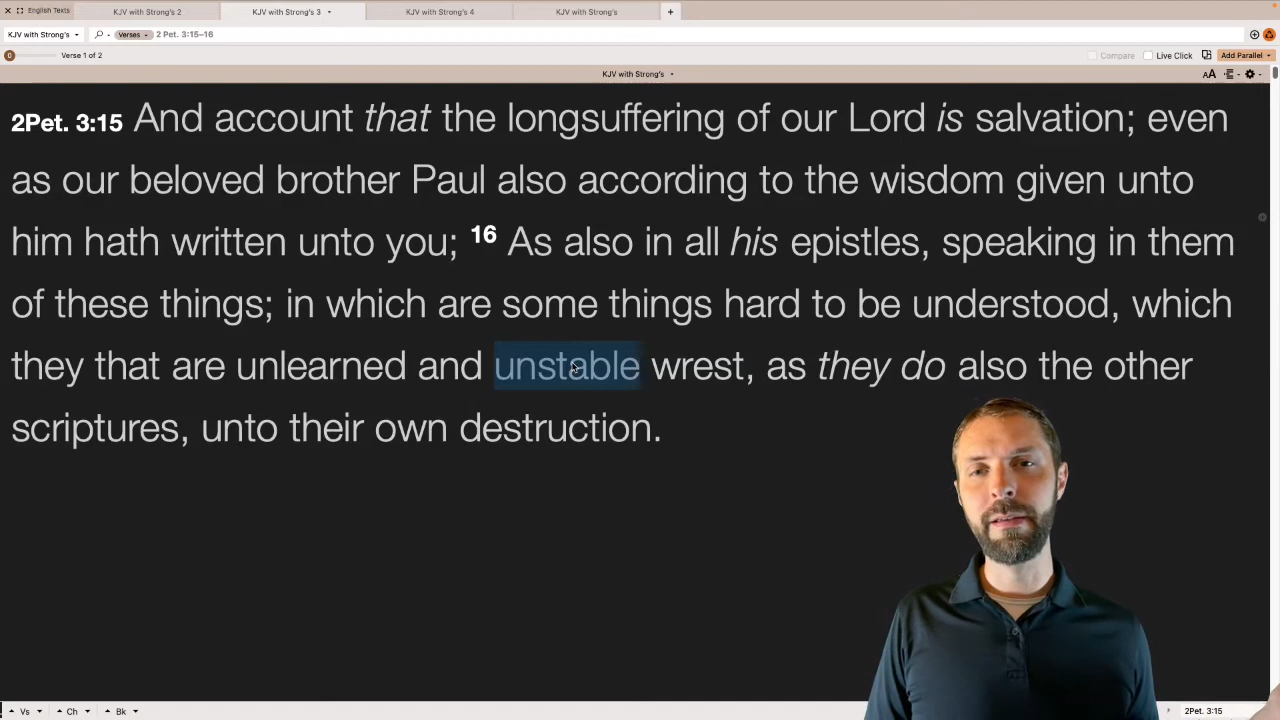 English Texts KJV with Strong's 2 KJV with Strong's 3 KJV with Strong's 4 KJV with Strong's
KJV with Strong's Verses 2 Pet. 3:15–16
0 Verse 1 of 2 Compare Live Click Add Parallel
KJV with Strong's AA
2Pet. 3:15 And account that the longsuffering of our Lord is salvation; even
as our beloved brother Paul also according to the wisdom given unto
him hath written unto you; 16 As also in all his epistles, speaking in them
of these things; in which are some things hard to be understood, which
they that are unlearned and unstable wrest, as they do also the other
scriptures, unto their own destruction.
Vs Ch Bk 2Pet. 3:15